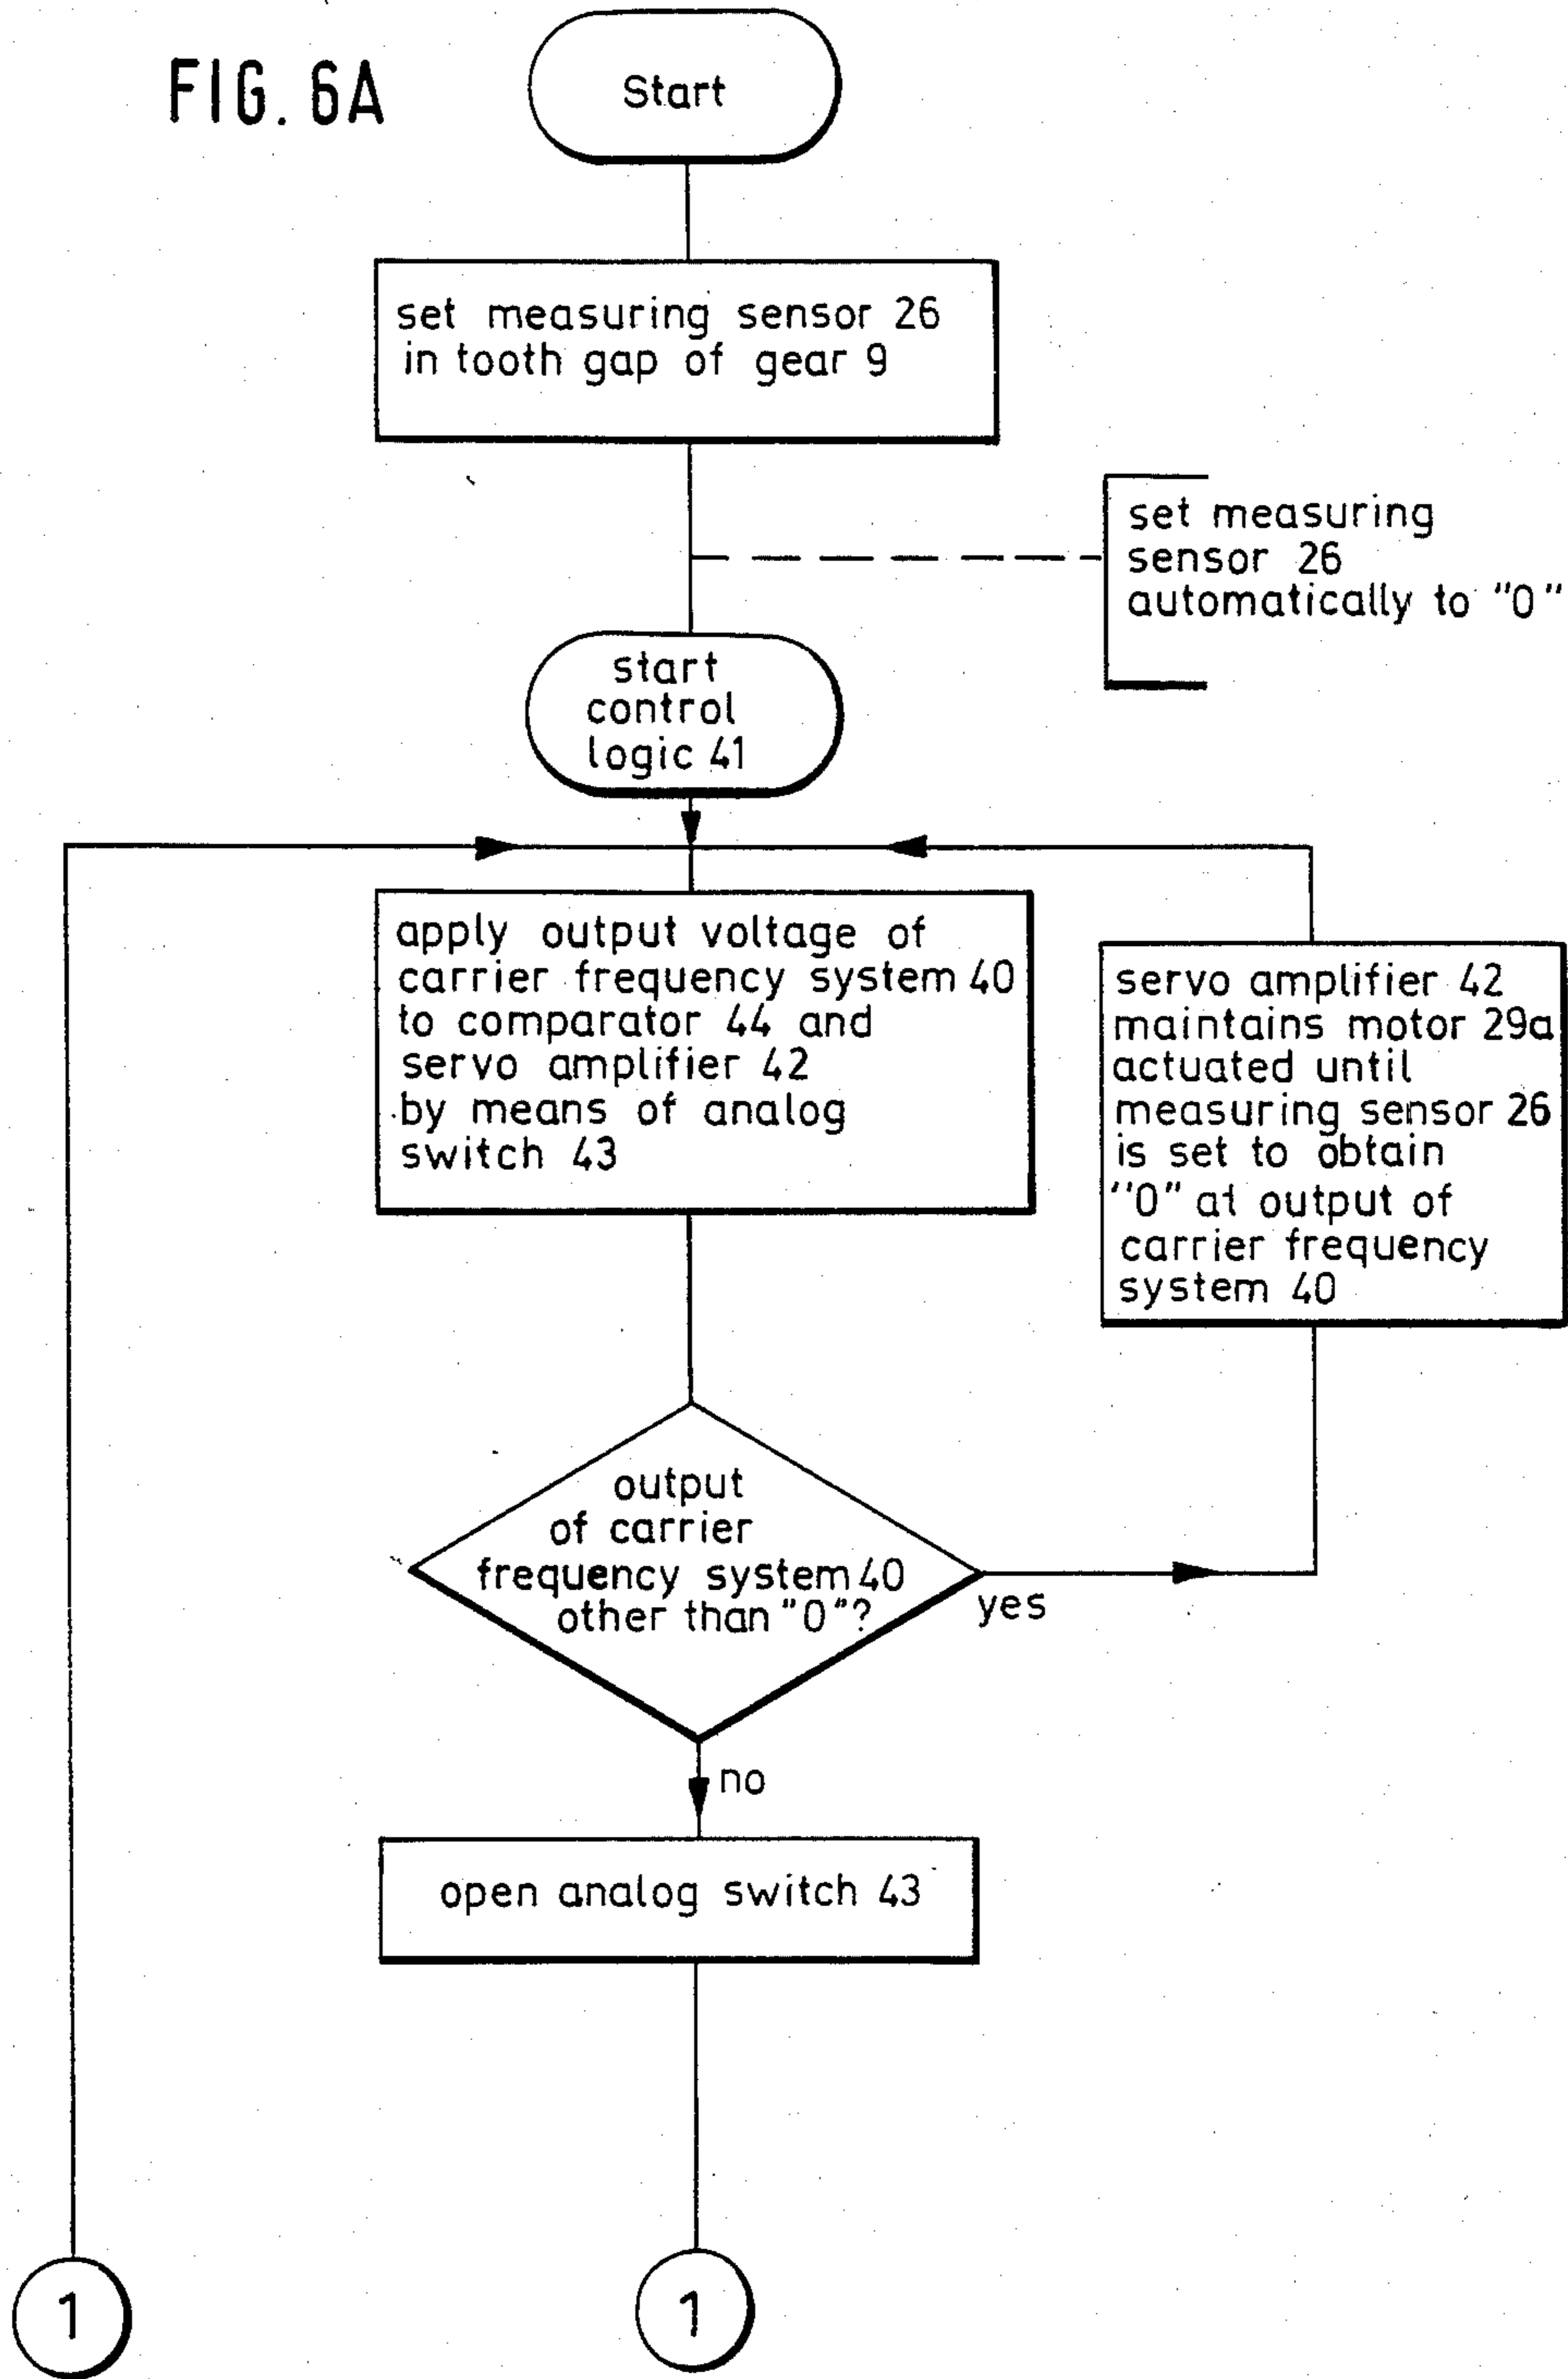 FIG. 6A
Start
set measuring sensor 26
in tooth gap of gear 9
set measuring
sensor 26
automatically to "0"
start
control
logic 41
apply output voltage of
carrier frequency system 40
to comparator 44 and
servo amplifier 42
by means of analog
switch 43
servo amplifier 42
maintains motor 29a
actuated until
measuring sensor 26
is set to obtain
"0" at output of
carrier frequency
system 40
output
of carrier
frequency system 40
other than "0"?
yes
no
open analog switch 43
1
1